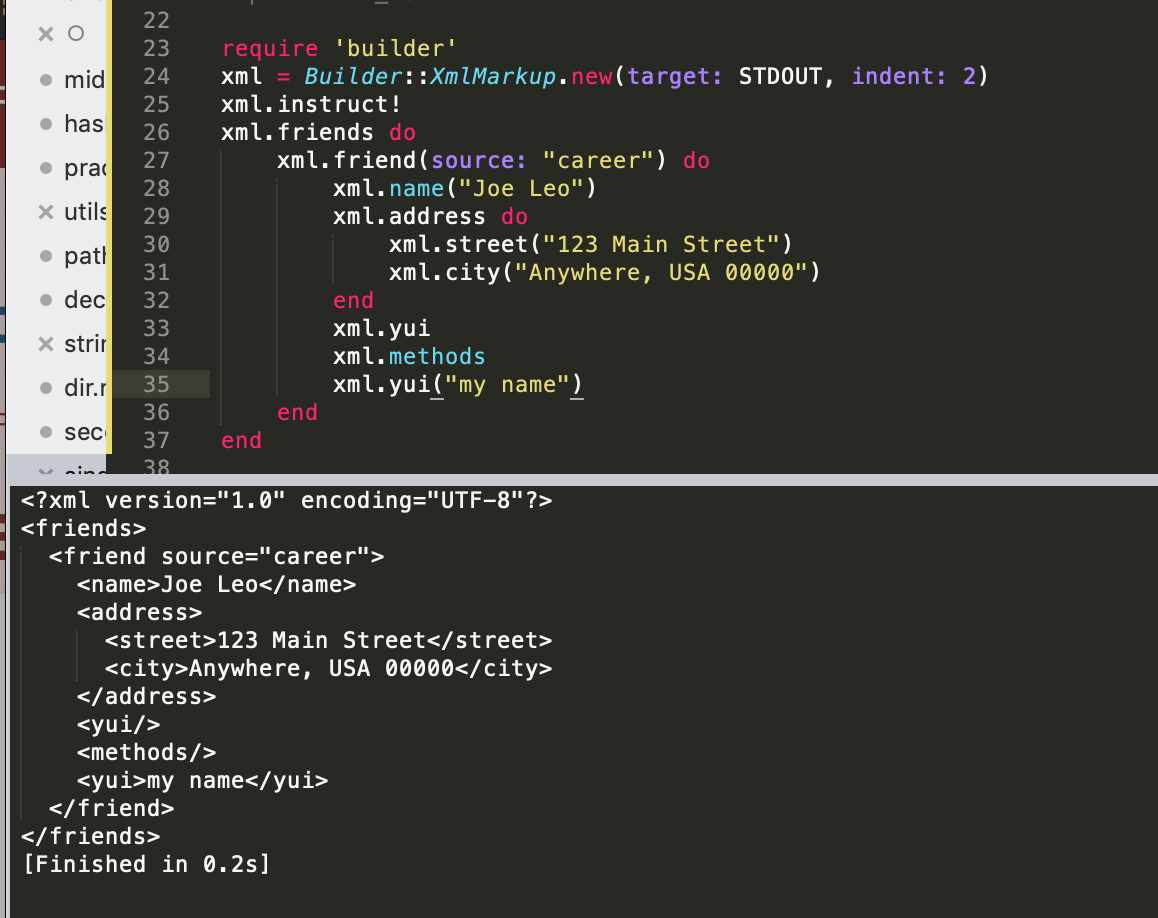 22
23 require 'builder'
24 xml = Builder::XmlMarkup.new(target: STDOUT, indent: 2)
25 xml.instruct!
26 xml.friends do
27 xml.friend(source: "career") do
28 xml.name("Joe Leo")
29 xml.address do
30 xml.street("123 Main Street")
31 xml.city("Anywhere, USA 00000")
32 end
33 xml.yui
34 xml.methods
35 xml.yui("my name")
36 end
37 end
38
mid
has
prac
utils
path
dec
strin
dir.r
sec
<?xml version="1.0" encoding="UTF-8"?>
<friends>
<friend source="career">
<name>Joe Leo</name>
<address>
<street>123 Main Street</street>
<city>Anywhere, USA 00000</city>
</address>
<yui/>
<methods/>
<yui>my name</yui>
</friend>
</friends>
[Finished in 0.2s]